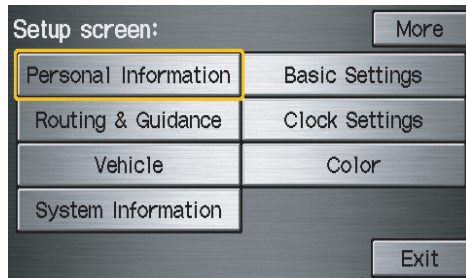 Setup screen: More
Personal Information Basic Settings
Routing & Guidance Clock Settings
Vehicle Color
System Information
Exit